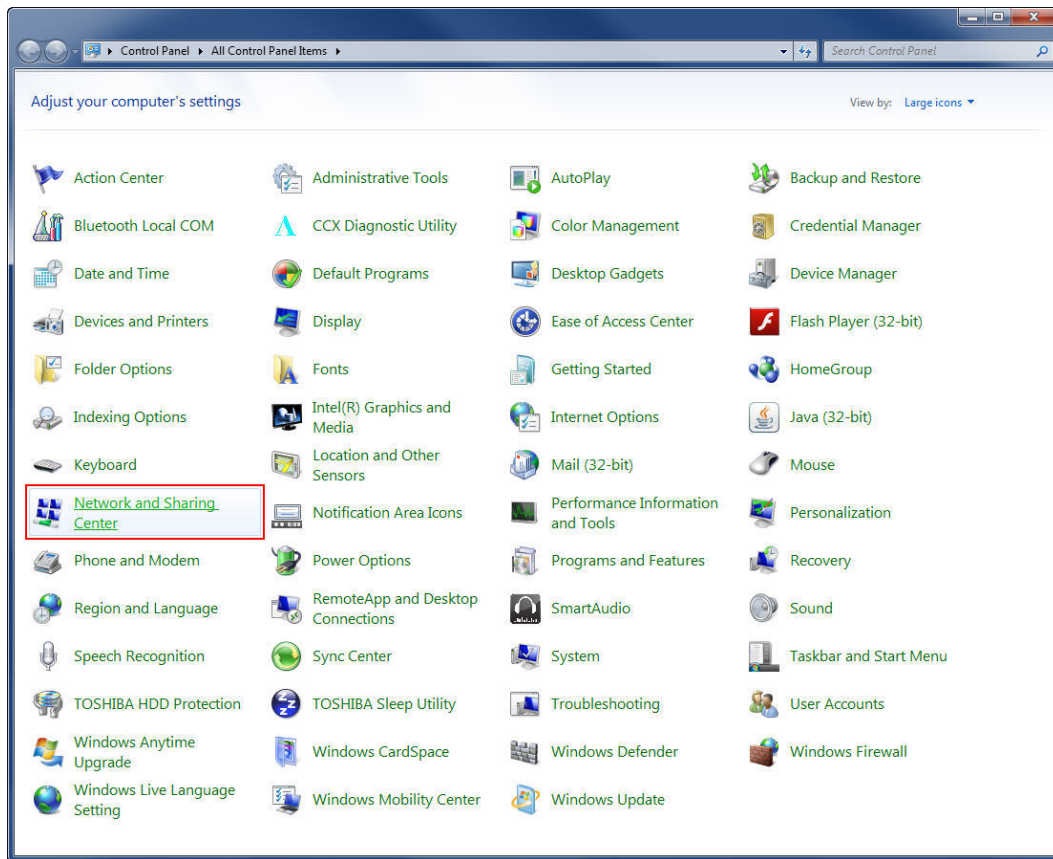 Control Panel ▸ All Control Panel Items ▸
Search Control Panel
Adjust your computer's settings
View by: Large icons
Action Center
Administrative Tools
AutoPlay
Backup and Restore
Bluetooth Local COM
CCX Diagnostic Utility
Color Management
Credential Manager
Date and Time
Default Programs
Desktop Gadgets
Device Manager
Devices and Printers
Display
Ease of Access Center
Flash Player (32-bit)
Folder Options
Fonts
Getting Started
HomeGroup
Indexing Options
Intel(R) Graphics and
Media
Internet Options
Java (32-bit)
Keyboard
Location and Other
Sensors
Mail (32-bit)
Mouse
Network and Sharing
Center
Notification Area Icons
Performance Information
and Tools
Personalization
Phone and Modem
Power Options
Programs and Features
Recovery
Region and Language
RemoteApp and Desktop
Connections
SmartAudio
Sound
Speech Recognition
Sync Center
System
Taskbar and Start Menu
TOSHIBA HDD Protection
TOSHIBA Sleep Utility
Troubleshooting
User Accounts
Windows Anytime
Upgrade
Windows CardSpace
Windows Defender
Windows Firewall
Windows Live Language
Setting
Windows Mobility Center
Windows Update